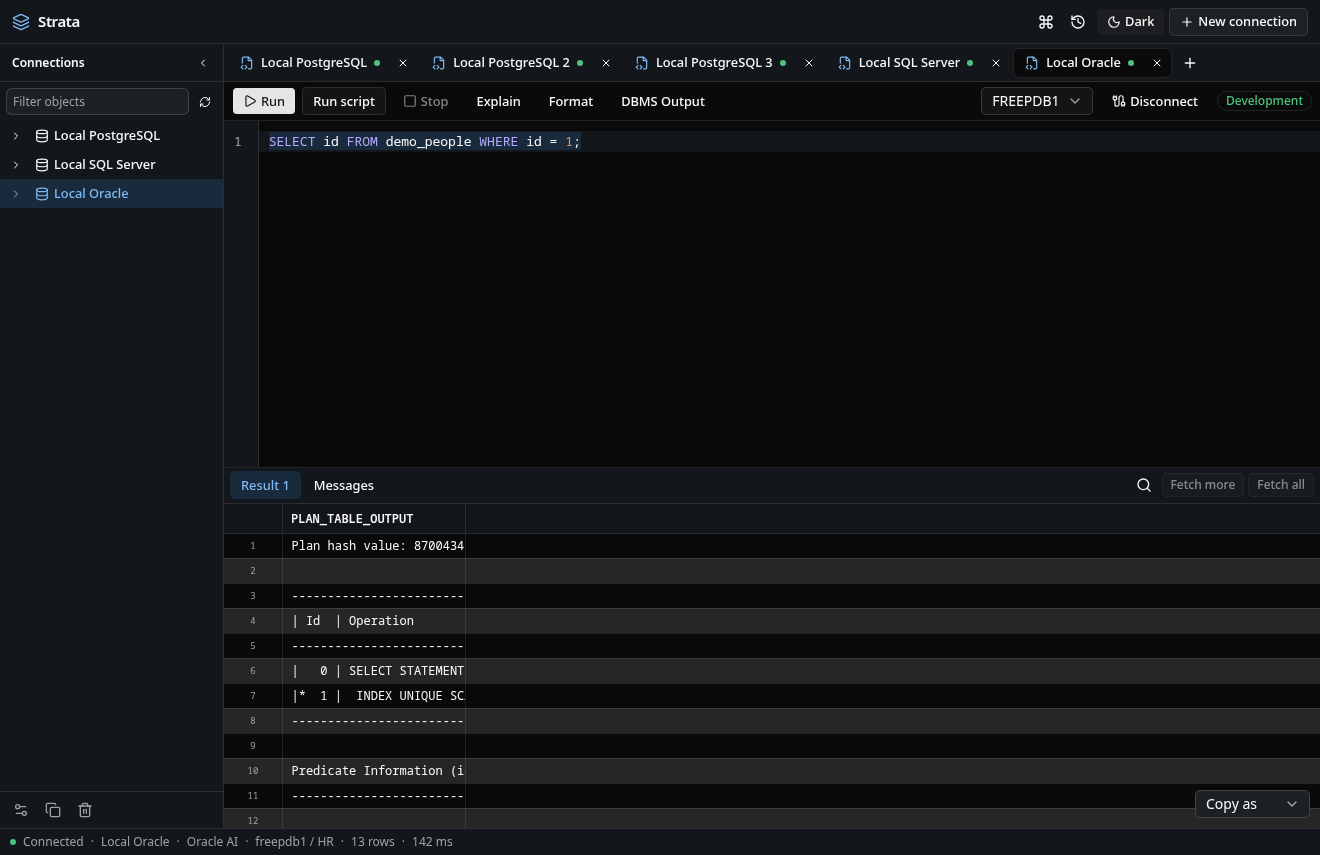 Strata
Dark
New connection
Connections
Local PostgreSQL
Local PostgreSQL 2
Local PostgreSQL 3
Local SQL Server
Local Oracle
Filter objects
Run
Run script
Stop
Explain
Format
DBMS Output
FREEPDB1
Disconnect
Development
Local PostgreSQL
Local SQL Server
Local Oracle
1
SELECT id FROM demo_people WHERE id = 1;
Result 1
Messages
Fetch more
Fetch all
PLAN_TABLE_OUTPUT
1 Plan hash value: 8700434
2
3 ------------------------
4 | Id  | Operation
5 ------------------------
6 |   0 | SELECT STATEMENT
7 |*  1 |  INDEX UNIQUE SC
8 ------------------------
9
10 Predicate Information (i
11 ------------------------
12
Copy as
Connected · Local Oracle · Oracle AI · freepdb1 / HR · 13 rows · 142 ms